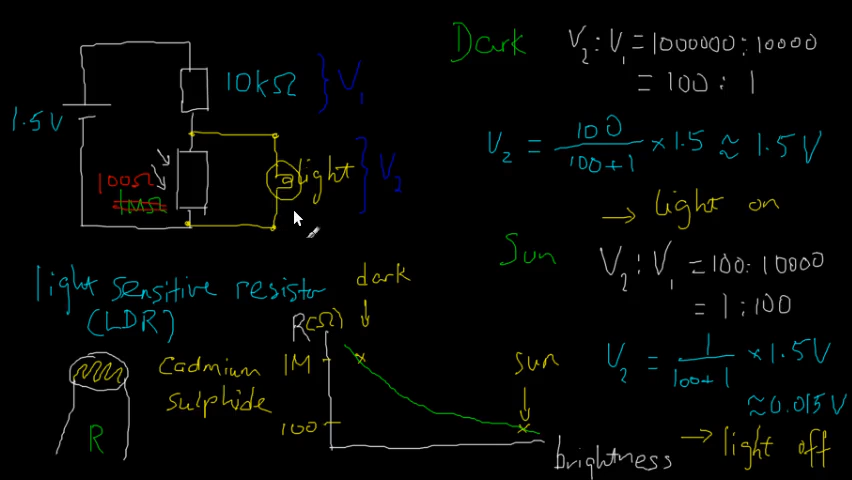 10kΩ } V₁
1.5V
100Ω
1MΩ
light } V₂
light sensitive resistor
(LDR)
Cadmium
sulphide
R
dark
R(Ω)
1M
100
sun
brightness
Dark
V₂ : V₁ = 1000000 : 10000
= 100 : 1
V₂ = 100/(100+1) × 1.5 ≈ 1.5V
→ light on
Sun
V₂ : V₁ = 100 : 10000
= 1 : 100
V₂ = 1/(100+1) × 1.5V
≈ 0.015V
→ light off